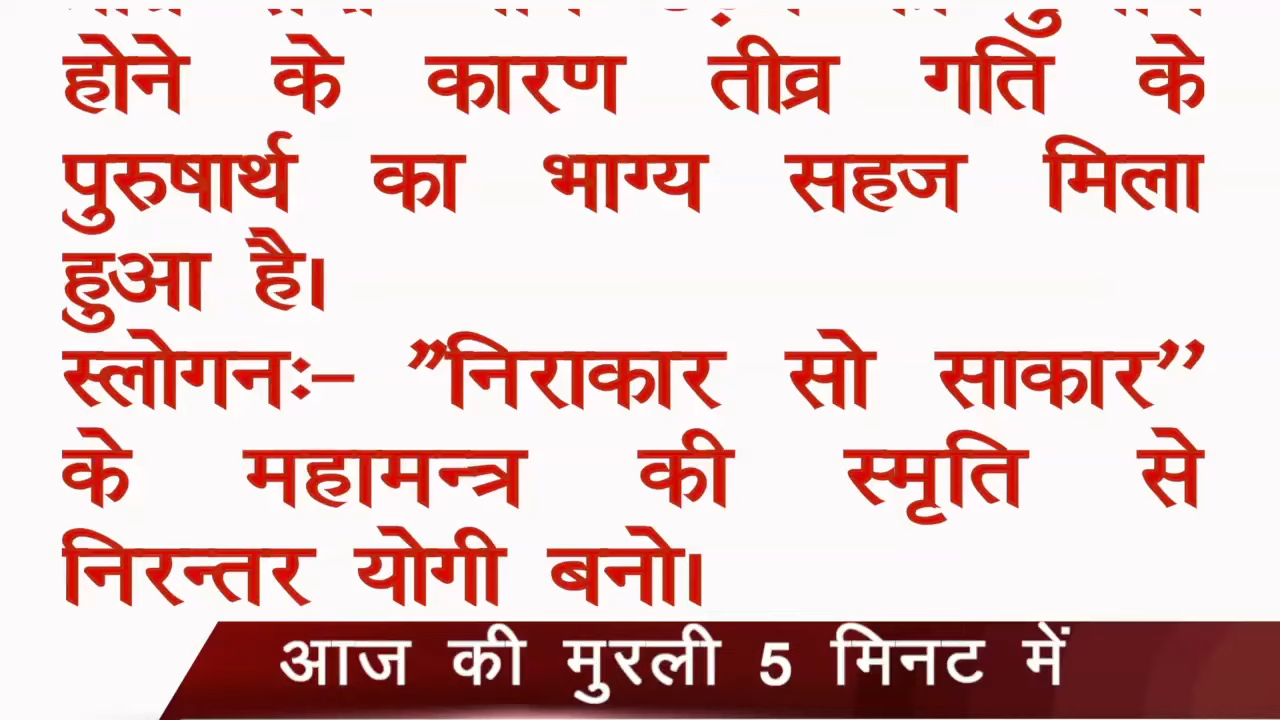 होने के कारण तीव्र गति के
पुरुषार्थ का भाग्य सहज मिला
हुआ है।
स्लोगनः– ”निराकार सो साकार’’
के महामन्त्र की स्मृति से
निरन्तर योगी बनो।
आज की मुरली 5 मिनट में